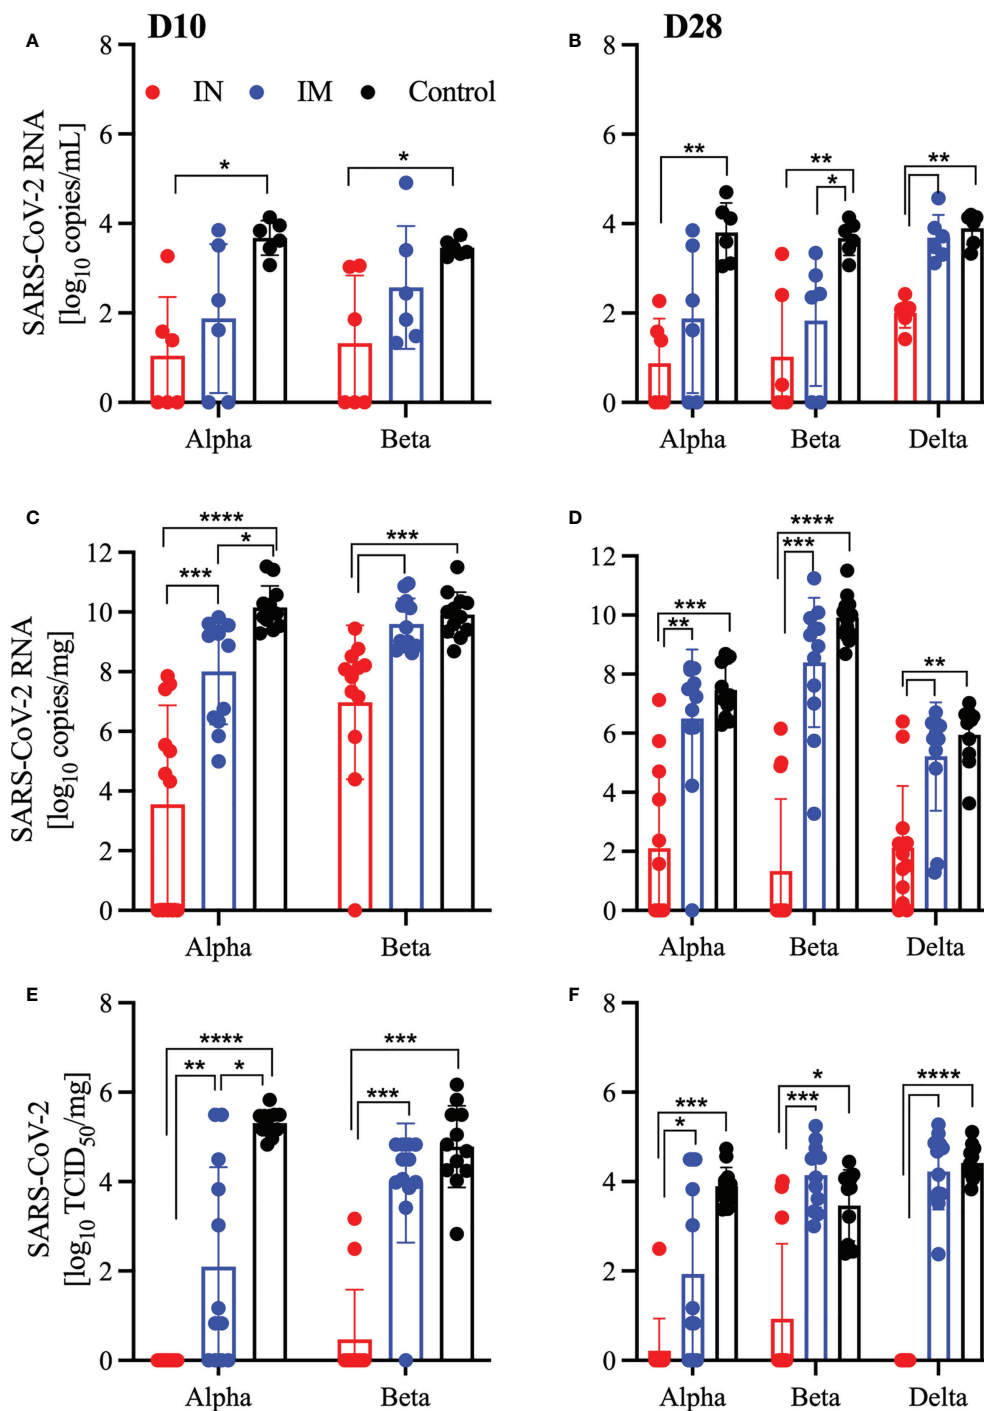 D10
D28
A
B
IN IM Control
SARS-CoV-2 RNA
[log10 copies/mL]
8
6
4
2
0
* *
Alpha Beta
8
6
4
2
0
** ** * **
Alpha Beta Delta
C
D
SARS-CoV-2 RNA
[log10 copies/mg]
12
10
8
6
4
2
0
**** * *** ***
Alpha Beta
12
10
8
6
4
2
0
*** ** **** *** **
Alpha Beta Delta
E
F
SARS-CoV-2
[log10 TCID50/mg]
8
6
4
2
0
**** ** * *** ***
Alpha Beta
8
6
4
2
0
*** * * *** ****
Alpha Beta Delta